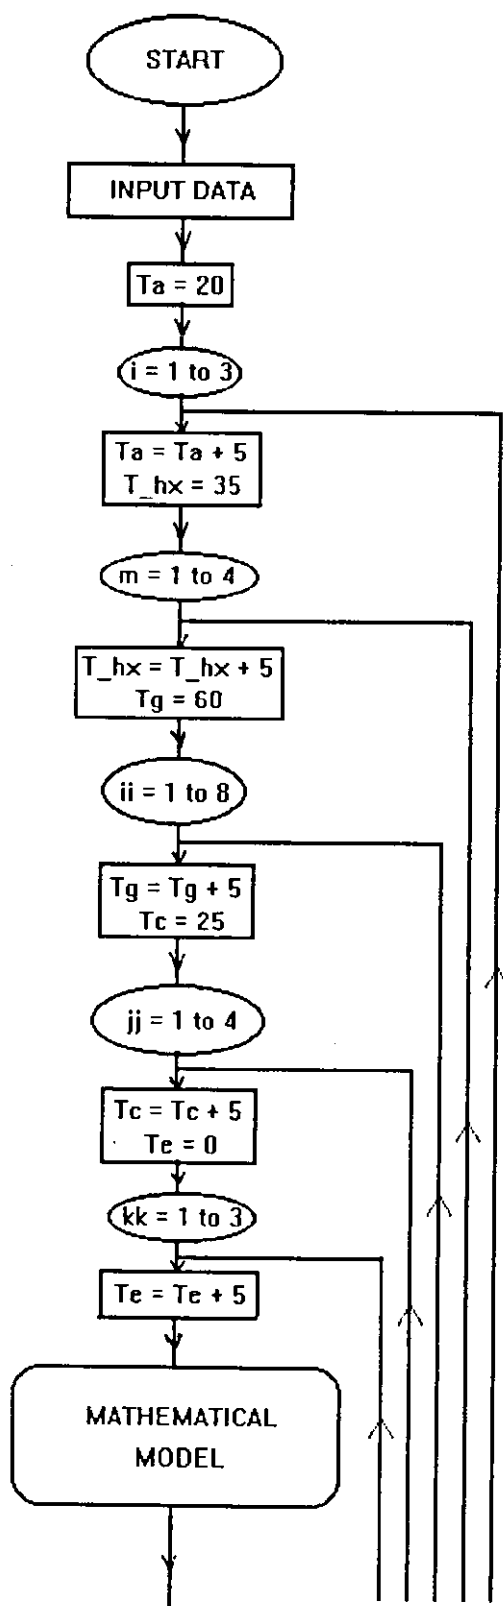 START
INPUT DATA
Ta = 20
i = 1 to 3
Ta = Ta + 5
T_hx = 35
m = 1 to 4
T_hx = T_hx + 5
Tg = 60
ii = 1 to 8
Tg = Tg + 5
Tc = 25
jj = 1 to 4
Tc = Tc + 5
Te = 0
kk = 1 to 3
Te = Te + 5
MATHEMATICAL
MODEL